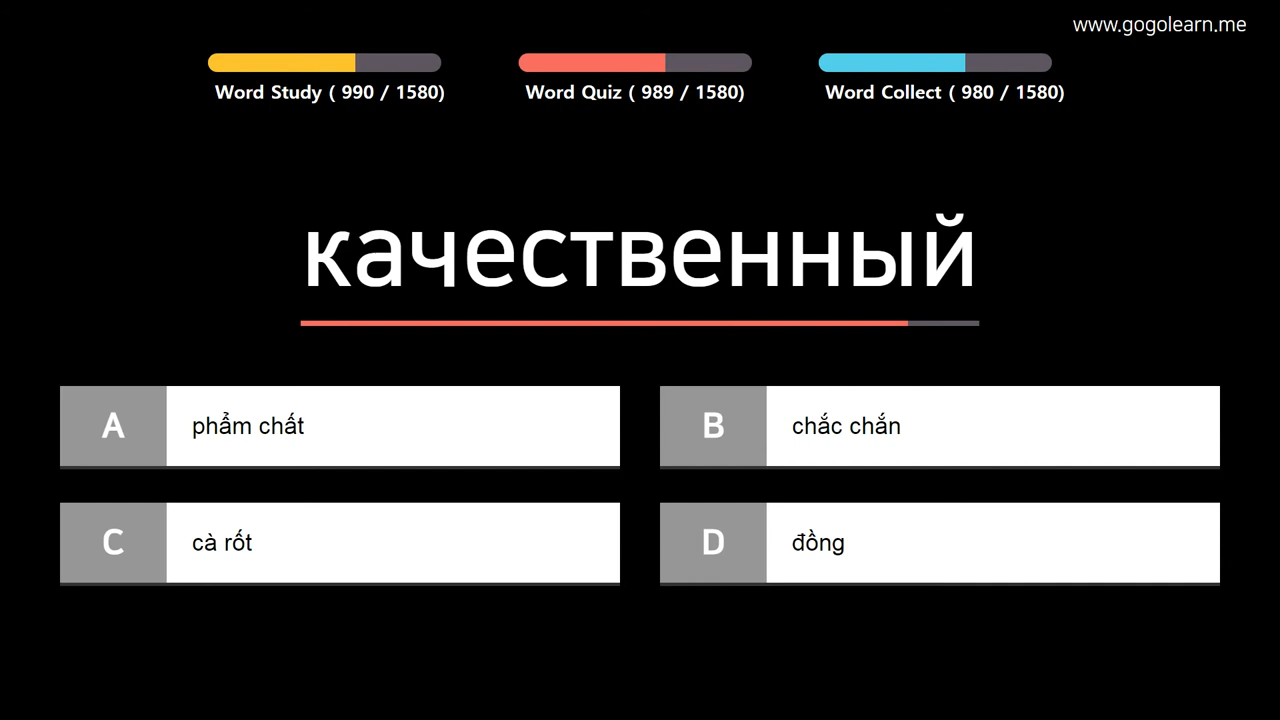 www.gogolearn.me
Word Study ( 990 / 1580)
Word Quiz ( 989 / 1580)
Word Collect ( 980 / 1580)
качественный
A phẩm chất
B chắc chắn
C cà rốt
D đồng